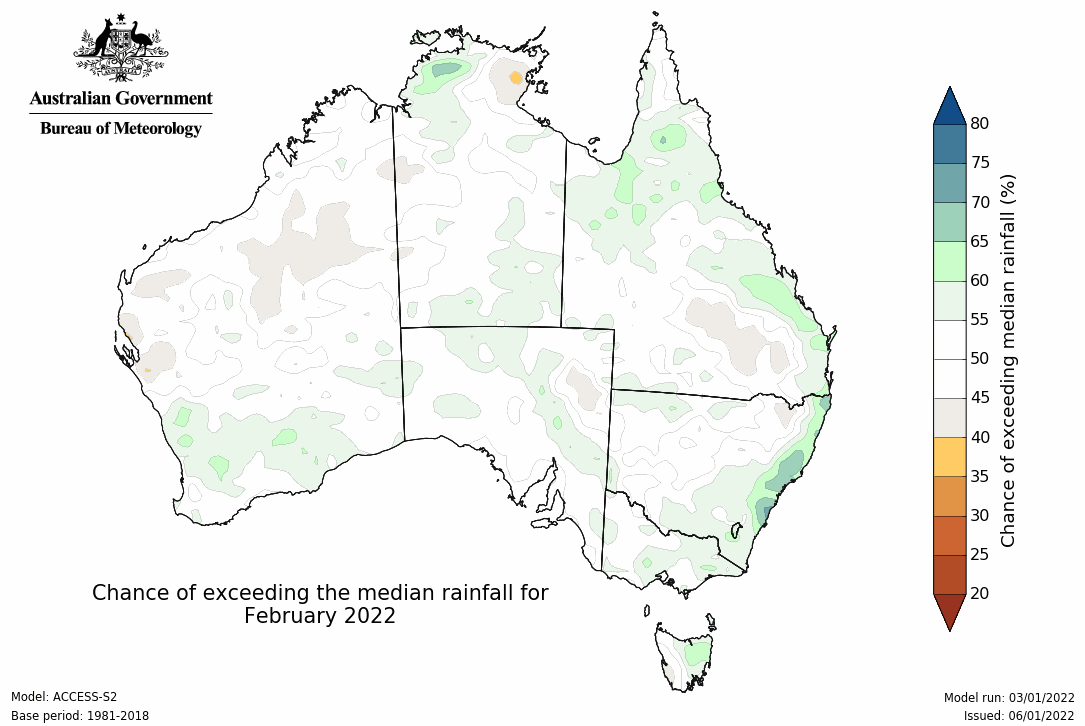 AUSTRALIA
Australian Government
Bureau of Meteorology
80
75
70
65
60
55
50
45
40
35
30
25
20
Chance of exceeding median rainfall (%)
Chance of exceeding the median rainfall for
February 2022
Model: ACCESS-S2
Base period: 1981-2018
Model run: 03/01/2022
Issued: 06/01/2022